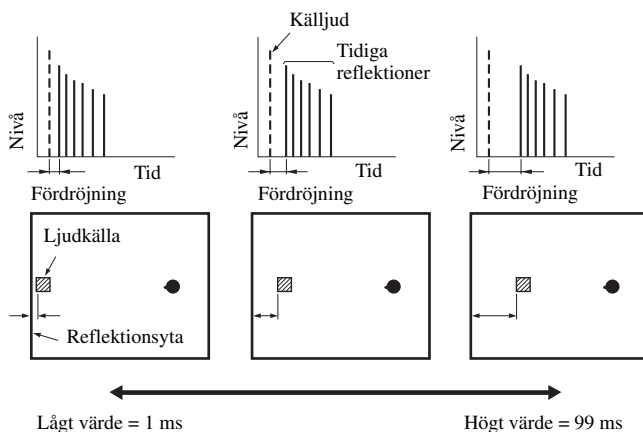 Källjud
Tidiga
reflektioner
Nivå
Nivå
Nivå
Tid
Tid
Tid
Fördröjning
Fördröjning
Fördröjning
Ljudkälla
Reflektionsyta
Lågt värde = 1 ms
Högt värde = 99 ms